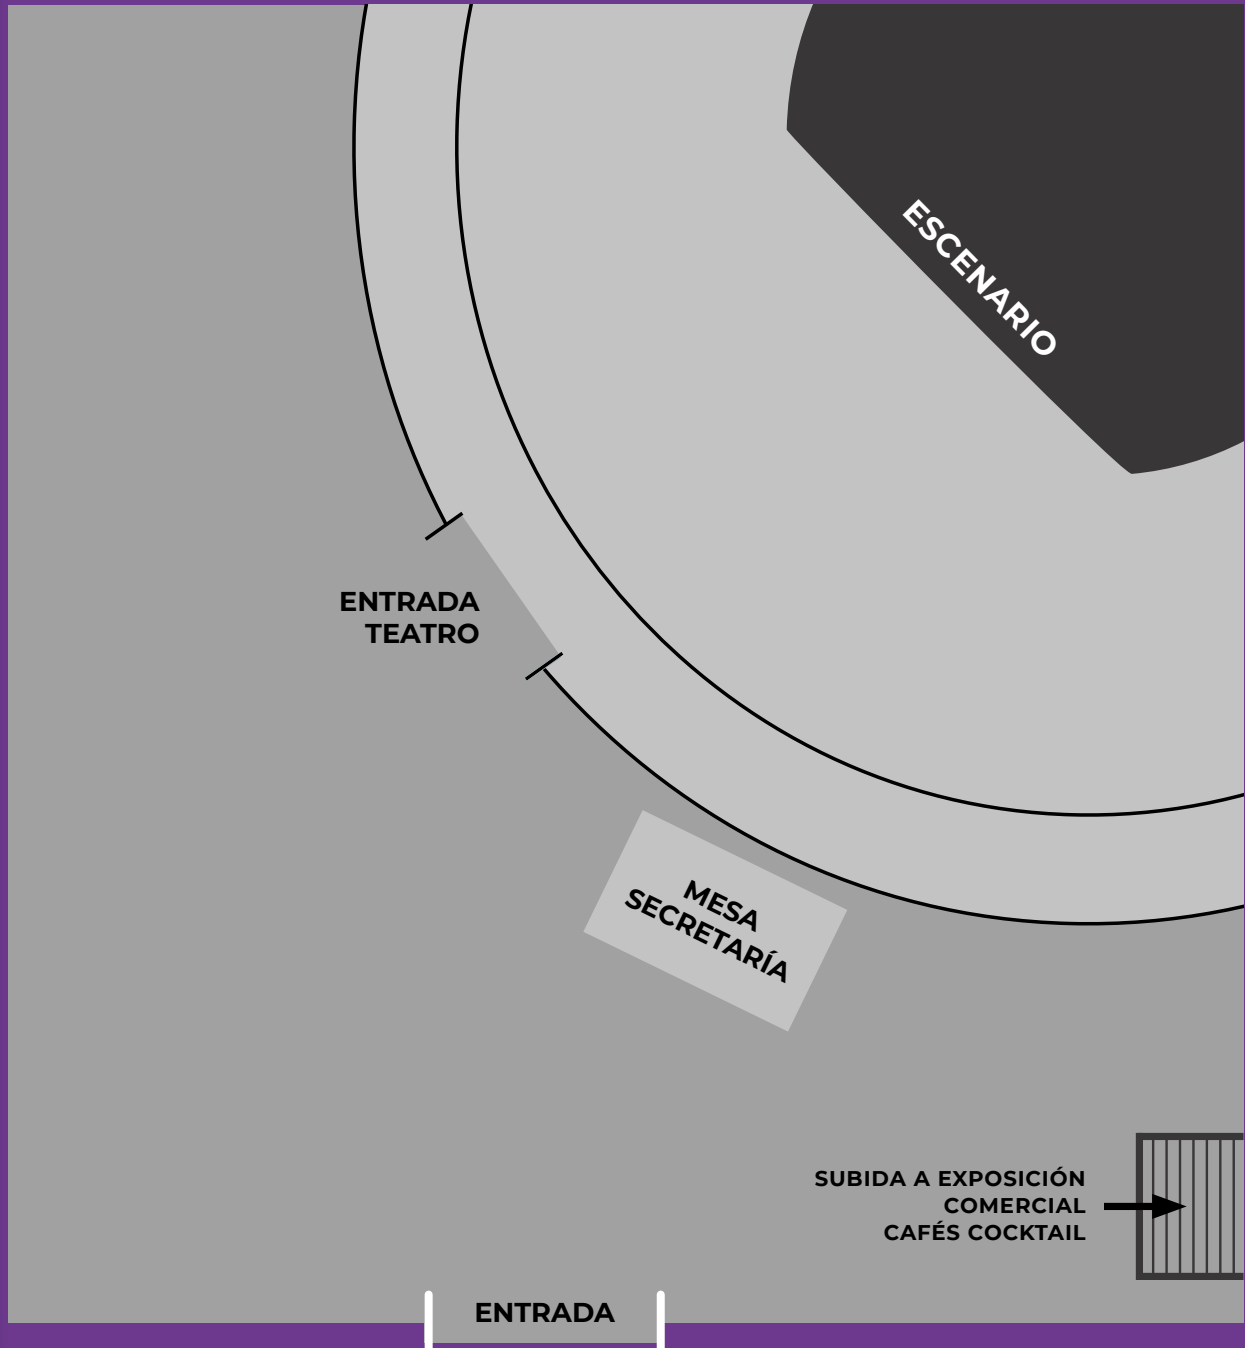 ESCENARIO
ENTRADA
TEATRO
MESA
SECRETARÍA
SUBIDA A EXPOSICIÓN
COMERCIAL
CAFÉS COCKTAIL
ENTRADA